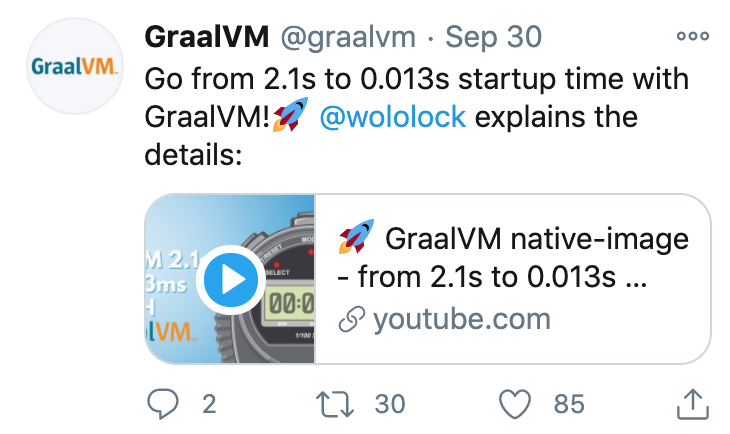 GraalVM
GraalVM @graalvm · Sep 30
Go from 2.1s to 0.013s startup time with
GraalVM!🚀 @wololock explains the
details:
M 2.1
3ms
H
lVM
RESET
MO
SELECT
00:0
1/100
🚀 GraalVM native-image
- from 2.1s to 0.013s ...
youtube.com
2
30
85